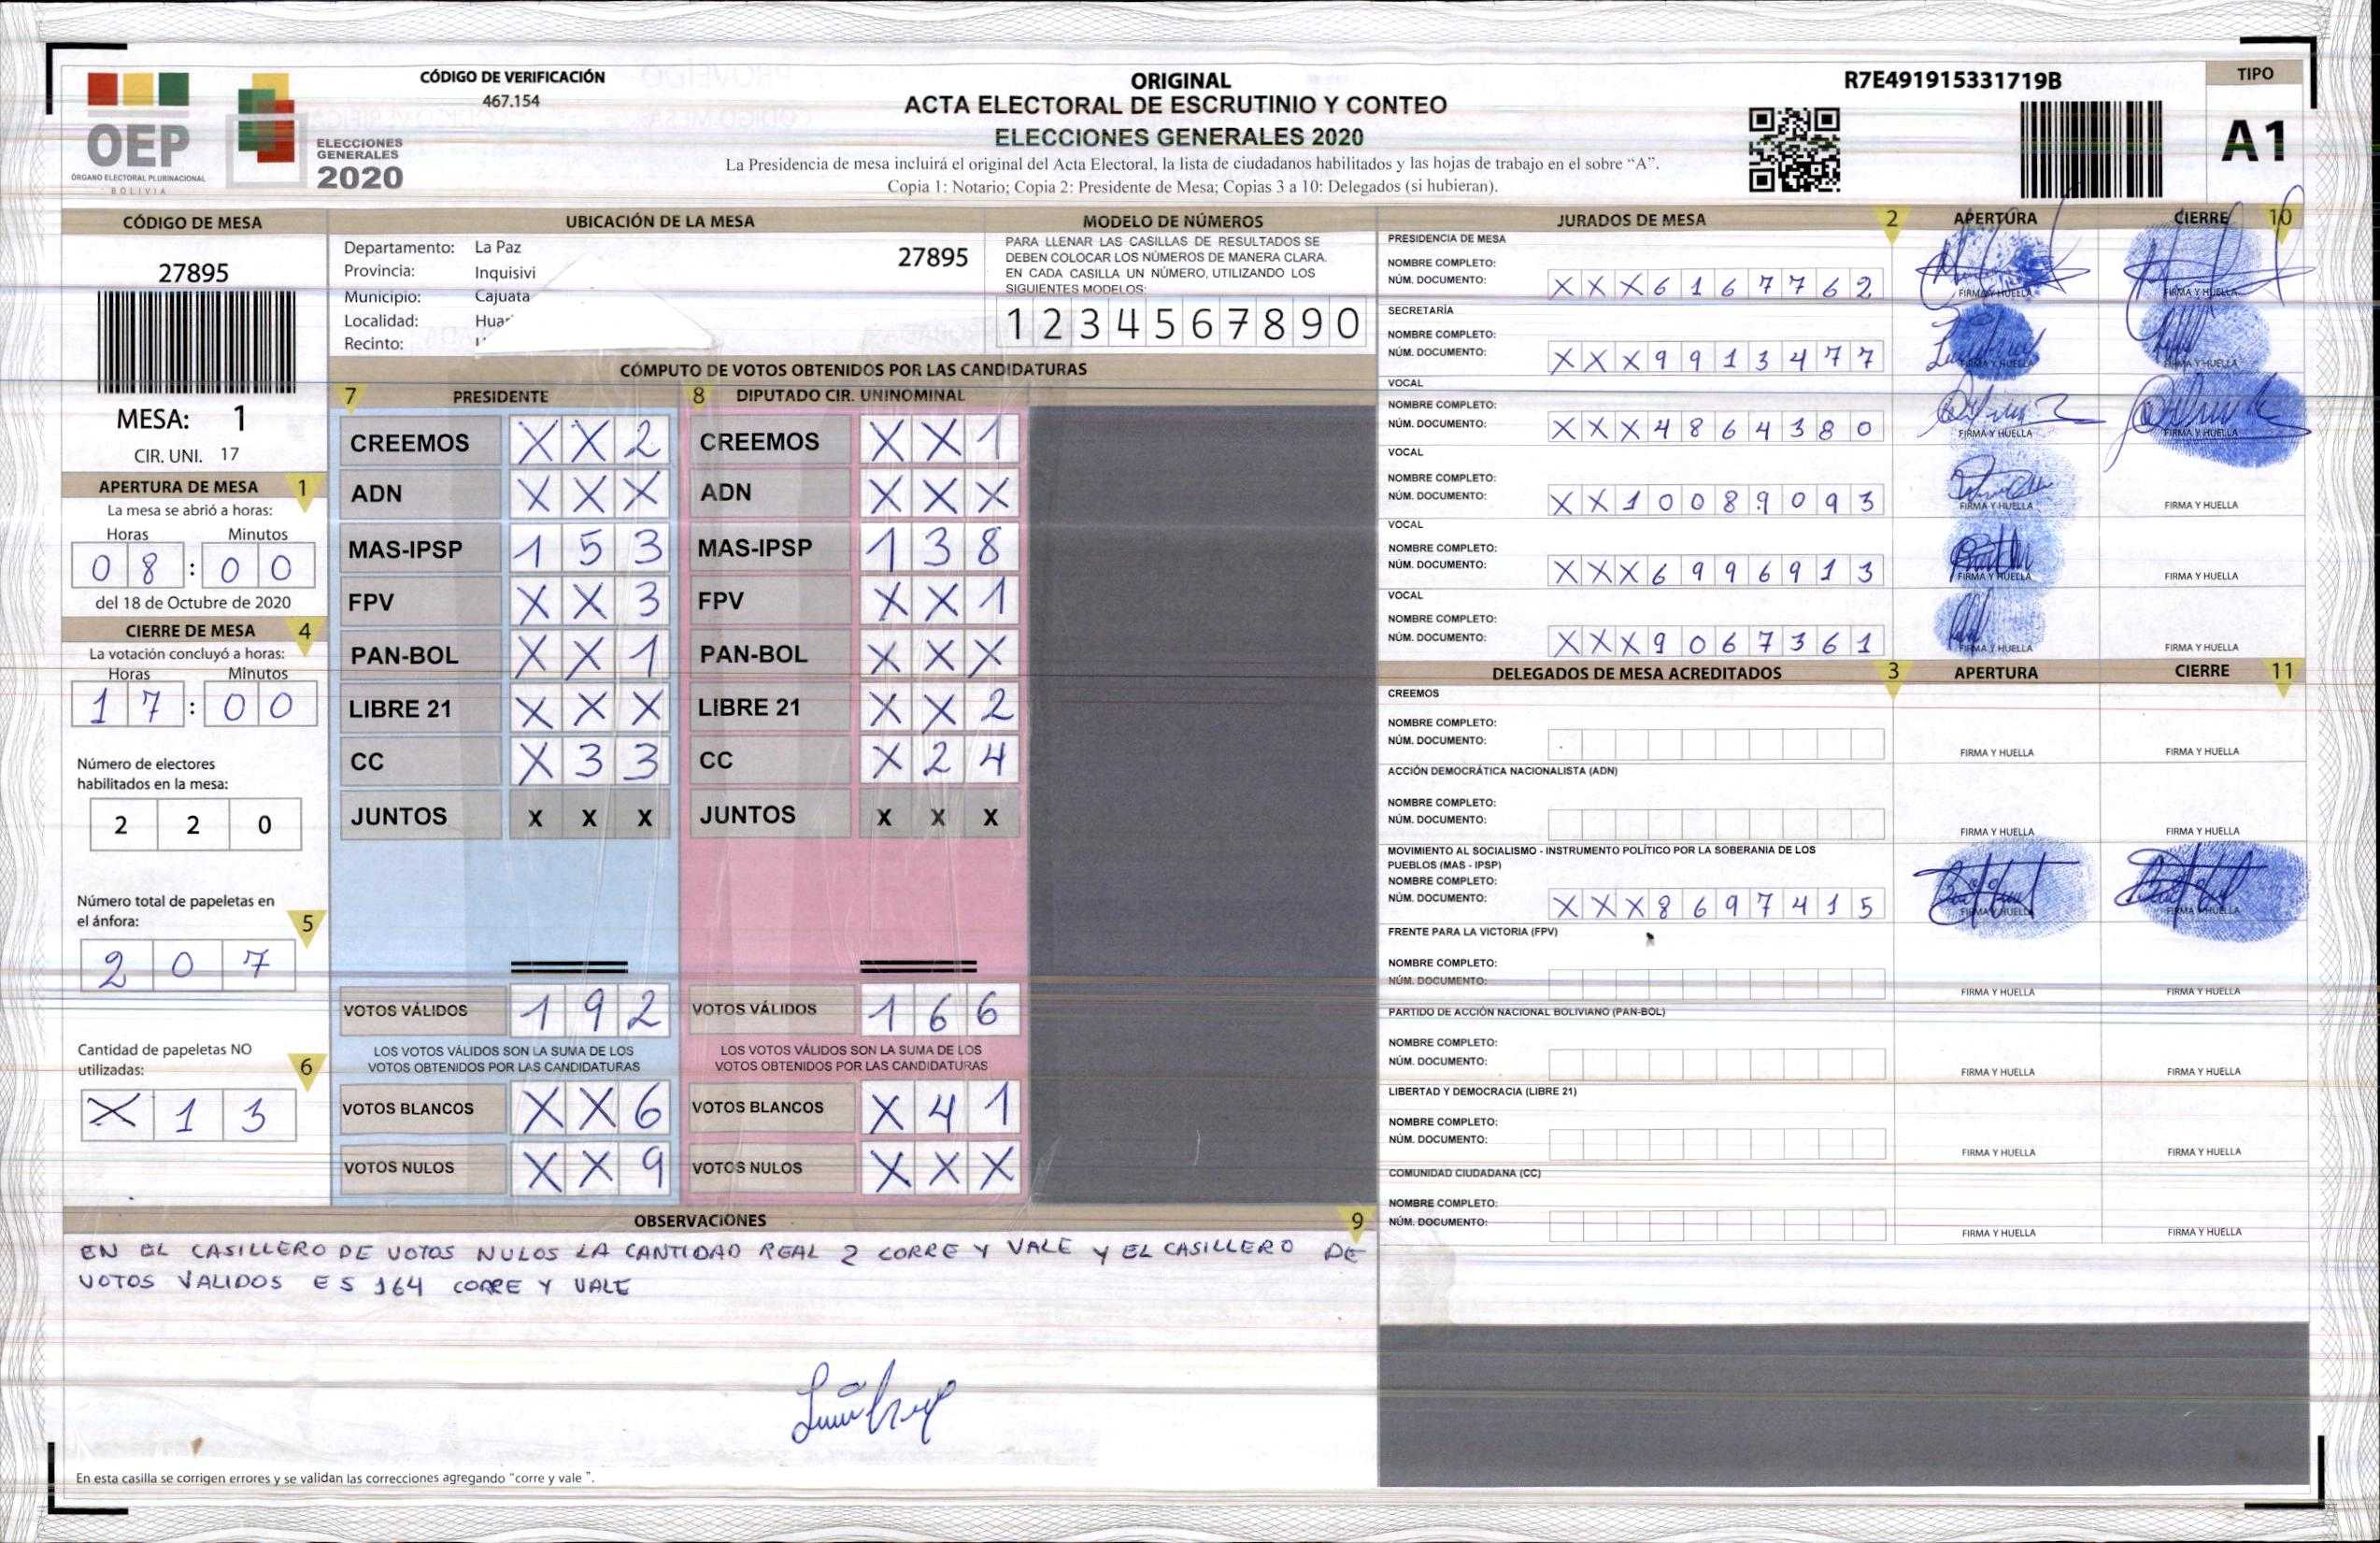 OEP
ÓRGANO ELECTORAL PLURINACIONAL
BOLIVIA
ELECCIONES
GENERALES
2020
CÓDIGO DE VERIFICACIÓN
467.154
ORIGINAL
ACTA ELECTORAL DE ESCRUTINIO Y CONTEO
ELECCIONES GENERALES 2020
La Presidencia de mesa incluirá el original del Acta Electoral, la lista de ciudadanos habilitados y las hojas de trabajo en el sobre “A”.
Copia 1: Notario; Copia 2: Presidente de Mesa; Copias 3 a 10: Delegados (si hubieran).
R7E491915331719B
TIPO
A1
CÓDIGO DE MESA
27895
MESA: 1
CIR. UNI. 17
APERTURA DE MESA 1
La mesa se abrió a horas:
Horas Minutos
0 8 : 0 0
del 18 de Octubre de 2020
CIERRE DE MESA 4
La votación concluyó a horas:
Horas Minutos
1 7 : 0 0
Número de electores
habilitados en la mesa:
2 2 0
Número total de papeletas en
el ánfora: 5
2 0 7
Cantidad de papeletas NO
utilizadas: 6
X 1 3
UBICACIÓN DE LA MESA
Departamento: La Paz 27895
Provincia: Inquisivi
Municipio: Cajuata
Localidad:
Recinto:
MODELO DE NÚMEROS
PARA LLENAR LAS CASILLAS DE RESULTADOS SE
DEBEN COLOCAR LOS NÚMEROS DE MANERA CLARA.
EN CADA CASILLA UN NÚMERO, UTILIZANDO LOS
SIGUIENTES MODELOS:
1 2 3 4 5 6 7 8 9 0
CÓMPUTO DE VOTOS OBTENIDOS POR LAS CANDIDATURAS
7 PRESIDENTE 8 DIPUTADO CIR. UNINOMINAL
CREEMOS X X 2 CREEMOS X X 1
ADN X X X ADN X X X
MAS-IPSP 1 5 3 MAS-IPSP 1 3 8
FPV X X 3 FPV X X 1
PAN-BOL X X 1 PAN-BOL X X X
LIBRE 21 X X X LIBRE 21 X X 2
CC X 3 3 CC X 2 4
JUNTOS X X X JUNTOS X X X
VOTOS VÁLIDOS 1 9 2 VOTOS VÁLIDOS 1 6 6
LOS VOTOS VÁLIDOS SON LA SUMA DE LOS LOS VOTOS VÁLIDOS SON LA SUMA DE LOS
VOTOS OBTENIDOS POR LAS CANDIDATURAS VOTOS OBTENIDOS POR LAS CANDIDATURAS
VOTOS BLANCOS X X 6 VOTOS BLANCOS X 4 1
VOTOS NULOS X X 9 VOTOS NULOS X X X
OBSERVACIONES 9
EN EL CASILLERO DE VOTOS NULOS LA CANTIDAD REAL 2 CORRE Y VALE Y EL CASILLERO DE
VOTOS VALIDOS ES 164 CORRE Y VALE
En esta casilla se corrigen errores y se validan las correcciones agregando "corre y vale ".
JURADOS DE MESA 2 APERTURA CIERRE 10
PRESIDENCIA DE MESA
NOMBRE COMPLETO:
NÚM. DOCUMENTO: X X X 6 1 6 7 7 6 2 FIRMA Y HUELLA FIRMA Y HUELLA
SECRETARÍA
NOMBRE COMPLETO:
NÚM. DOCUMENTO: X X X 9 9 1 3 4 7 7 FIRMA Y HUELLA FIRMA Y HUELLA
VOCAL
NOMBRE COMPLETO:
NÚM. DOCUMENTO: X X X 4 8 6 4 3 8 0 FIRMA Y HUELLA FIRMA Y HUELLA
VOCAL
NOMBRE COMPLETO:
NÚM. DOCUMENTO: X X 1 0 0 8 9 0 9 3 FIRMA Y HUELLA FIRMA Y HUELLA
VOCAL
NOMBRE COMPLETO:
NÚM. DOCUMENTO: X X X 6 9 9 6 9 1 3 FIRMA Y HUELLA FIRMA Y HUELLA
VOCAL
NOMBRE COMPLETO:
NÚM. DOCUMENTO: X X X 9 0 6 7 3 6 1 FIRMA Y HUELLA FIRMA Y HUELLA
DELEGADOS DE MESA ACREDITADOS 3 APERTURA CIERRE 11
CREEMOS
NOMBRE COMPLETO:
NÚM. DOCUMENTO: FIRMA Y HUELLA FIRMA Y HUELLA
ACCIÓN DEMOCRÁTICA NACIONALISTA (ADN)
NOMBRE COMPLETO:
NÚM. DOCUMENTO: FIRMA Y HUELLA FIRMA Y HUELLA
MOVIMIENTO AL SOCIALISMO - INSTRUMENTO POLÍTICO POR LA SOBERANIA DE LOS
PUEBLOS (MAS - IPSP)
NOMBRE COMPLETO:
NÚM. DOCUMENTO: X X X 8 6 9 7 4 1 5 FIRMA Y HUELLA FIRMA Y HUELLA
FRENTE PARA LA VICTORIA (FPV)
NOMBRE COMPLETO:
NÚM. DOCUMENTO: FIRMA Y HUELLA FIRMA Y HUELLA
PARTIDO DE ACCIÓN NACIONAL BOLIVIANO (PAN-BOL)
NOMBRE COMPLETO:
NÚM. DOCUMENTO: FIRMA Y HUELLA FIRMA Y HUELLA
LIBERTAD Y DEMOCRACIA (LIBRE 21)
NOMBRE COMPLETO:
NÚM. DOCUMENTO: FIRMA Y HUELLA FIRMA Y HUELLA
COMUNIDAD CIUDADANA (CC)
NOMBRE COMPLETO:
NÚM. DOCUMENTO: FIRMA Y HUELLA FIRMA Y HUELLA